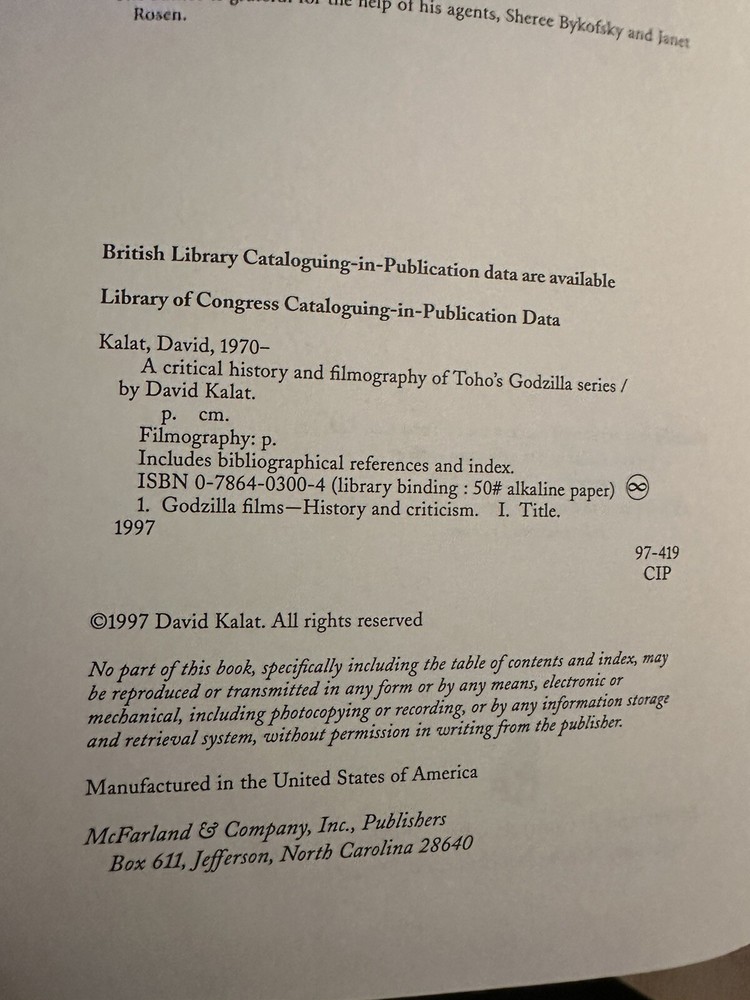 for the help of his agents, Sheree Bykofsky and Janet
Rosen.
British Library Cataloguing-in-Publication data are available
Library of Congress Cataloguing-in-Publication Data
Kalat, David, 1970–
A critical history and filmography of Toho's Godzilla series /
by David Kalat.
p. cm.
Filmography: p.
Includes bibliographical references and index.
ISBN 0-7864-0300-4 (library binding : 50# alkaline paper) ♾
1. Godzilla films—History and criticism. I. Title.
1997
97-419
CIP
©1997 David Kalat. All rights reserved
No part of this book, specifically including the table of contents and index, may
be reproduced or transmitted in any form or by any means, electronic or
mechanical, including photocopying or recording, or by any information storage
and retrieval system, without permission in writing from the publisher.
Manufactured in the United States of America
McFarland & Company, Inc., Publishers
Box 611, Jefferson, North Carolina 28640